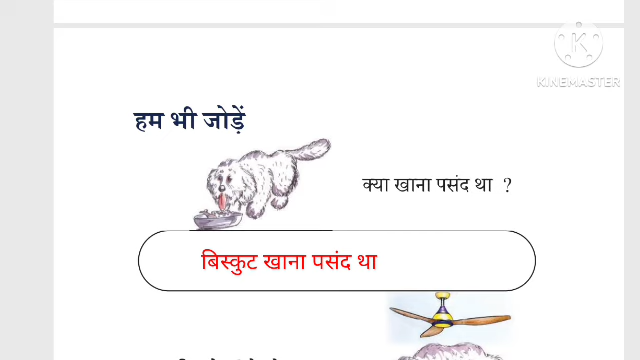 KINEMASTER
हम भी जोड़ें
क्या खाना पसंद था ?
बिस्कुट खाना पसंद था